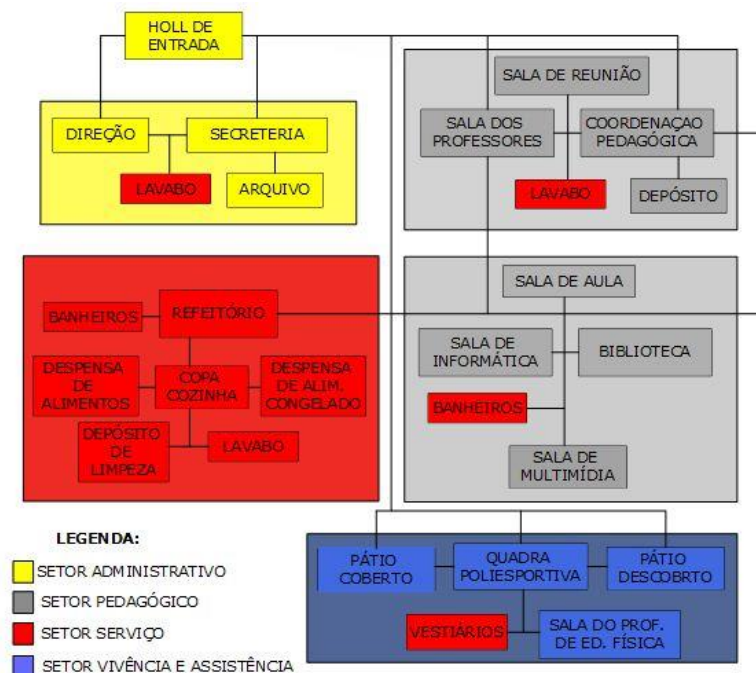 HOLL DE
ENTRADA
DIREÇÃO
SECRETERIA
LAVABO
ARQUIVO
SALA DE REUNIÃO
SALA DOS
PROFESSORES
COORDENAÇAO
PEDAGÓGICA
LAVABO
DEPÓSITO
BANHEIROS
REFEITÓRIO
DESPENSA
DE
ALIMENTOS
COPA
COZINHA
DESPENSA
DE ALIM.
CONGELADO
DEPÓSITO
DE
LIMPEZA
LAVABO
SALA DE AULA
SALA DE
INFORMÁTICA
BIBLIOTECA
BANHEIROS
SALA DE
MULTIMÍDIA
PÁTIO
COBERTO
QUADRA
POLIESPORTIVA
PÁTIO
DESCOBRTO
VESTIÁRIOS
SALA DO PROF.
DE ED. FÍSICA
LEGENDA:
SETOR ADMINISTRATIVO
SETOR PEDAGÓGICO
SETOR SERVIÇO
SETOR VIVÊNCIA E ASSISTÊNCIA